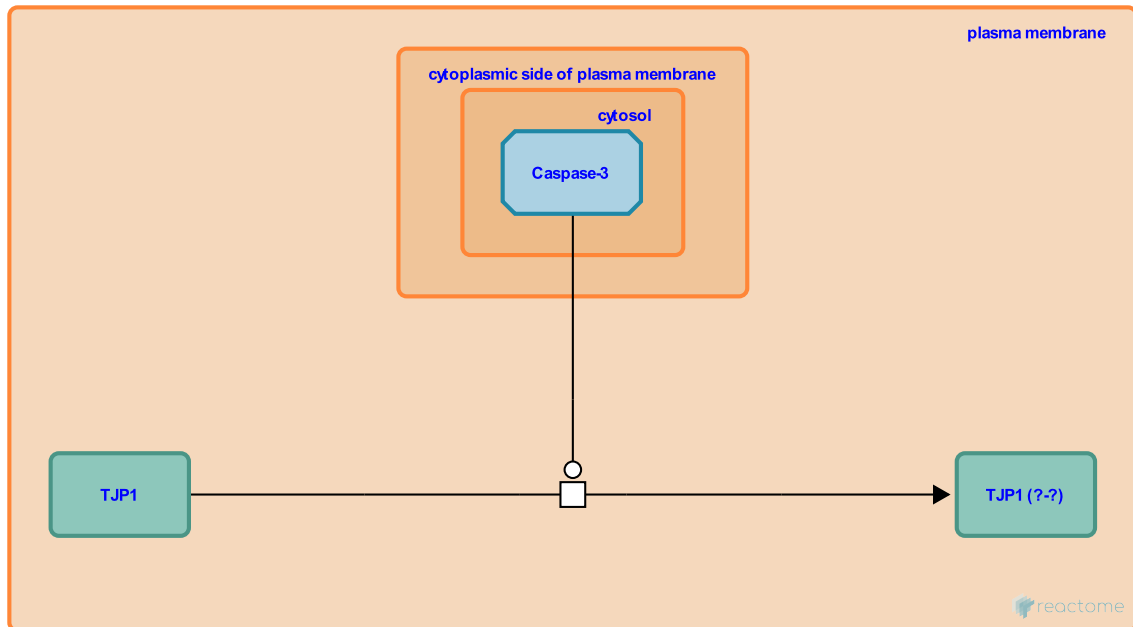 plasma membrane
cytoplasmic side of plasma membrane
cytosol
Caspase-3
TJP1
TJP1 (?-?)
reactome